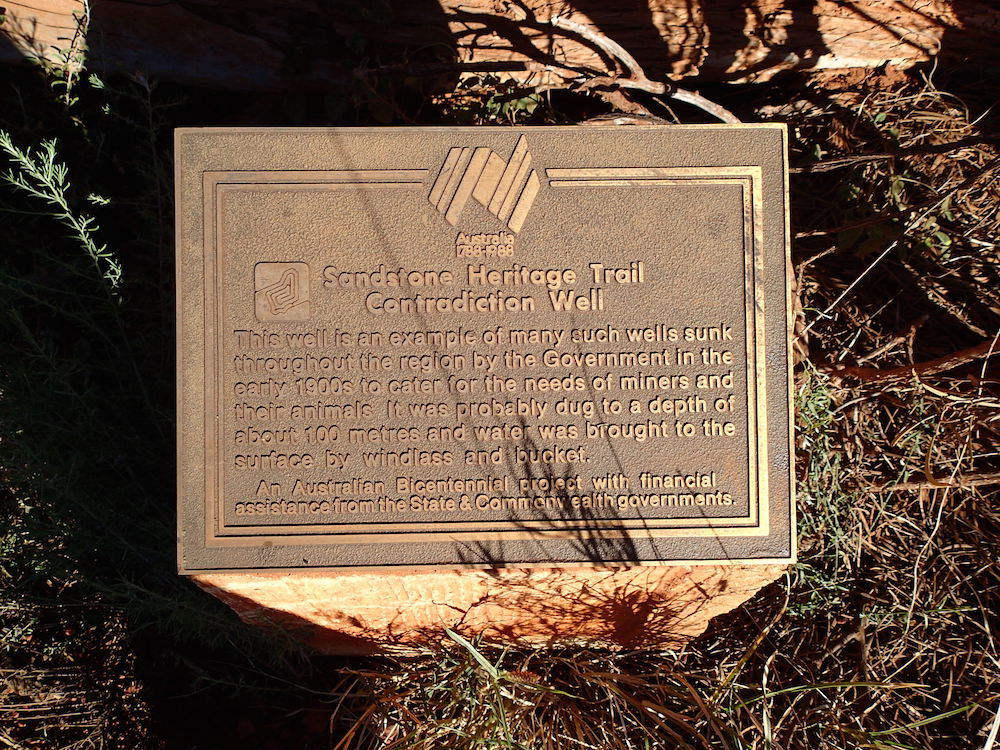 Australia
1788-1988
Sandstone Heritage Trail
Contradiction Well
This well is an example of many such wells sunk
throughout the region by the Government in the
early 1900s to cater for the needs of miners and
their animals. It was probably dug to a depth of
about 100 metres and water was brought to the
surface by windlass and bucket.
An Australian Bicentennial project with financial
assistance from the State & Commonwealth governments.